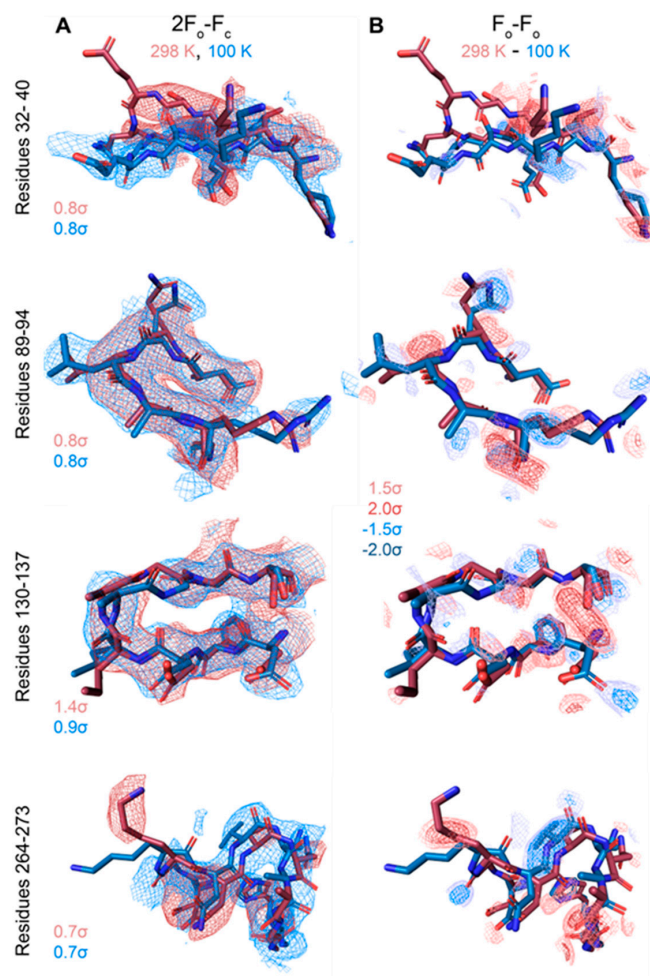 A 2Fo-Fc
298 K, 100 K
B Fo-Fo
298 K - 100 K
Residues 32- 40
0.8σ
0.8σ
Residues 89-94
0.8σ
0.8σ
1.5σ
2.0σ
-1.5σ
-2.0σ
Residues 130-137
1.4σ
0.9σ
Residues 264-273
0.7σ
0.7σ